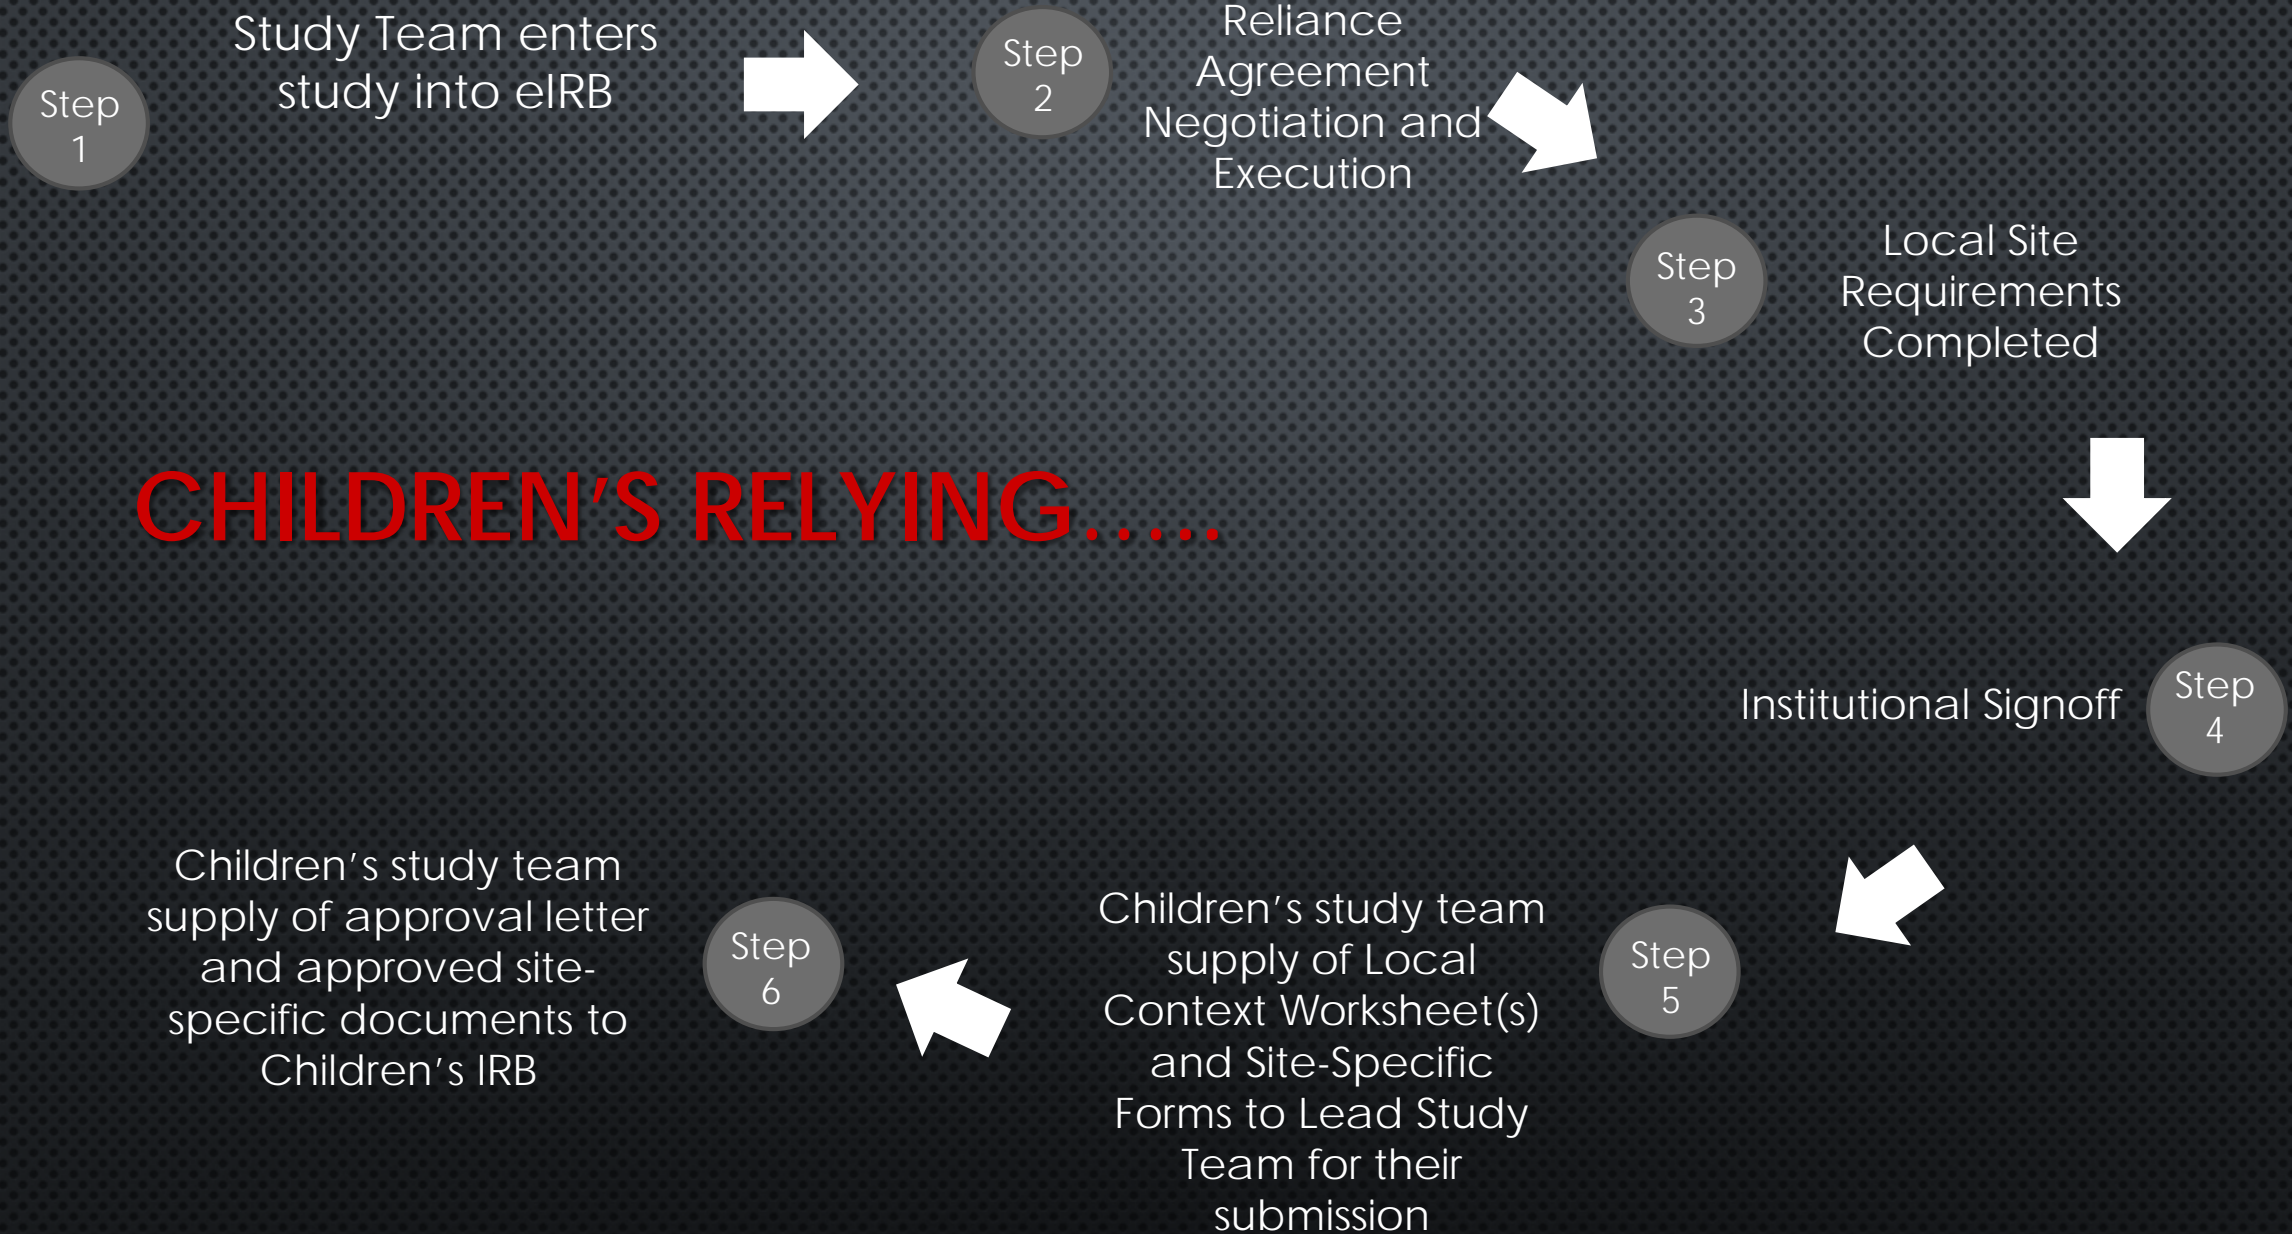 Step
1
Study Team enters
study into eIRB
Step
2
Reliance
Agreement
Negotiation and
Execution
Step
3
Local Site
Requirements
Completed
CHILDREN’S RELYING.....
Institutional Signoff
Step
4
Step
5
Children’s study team
supply of Local
Context Worksheet(s)
and Site-Specific
Forms to Lead Study
Team for their
submission
Step
6
Children’s study team
supply of approval letter
and approved site-
specific documents to
Children’s IRB